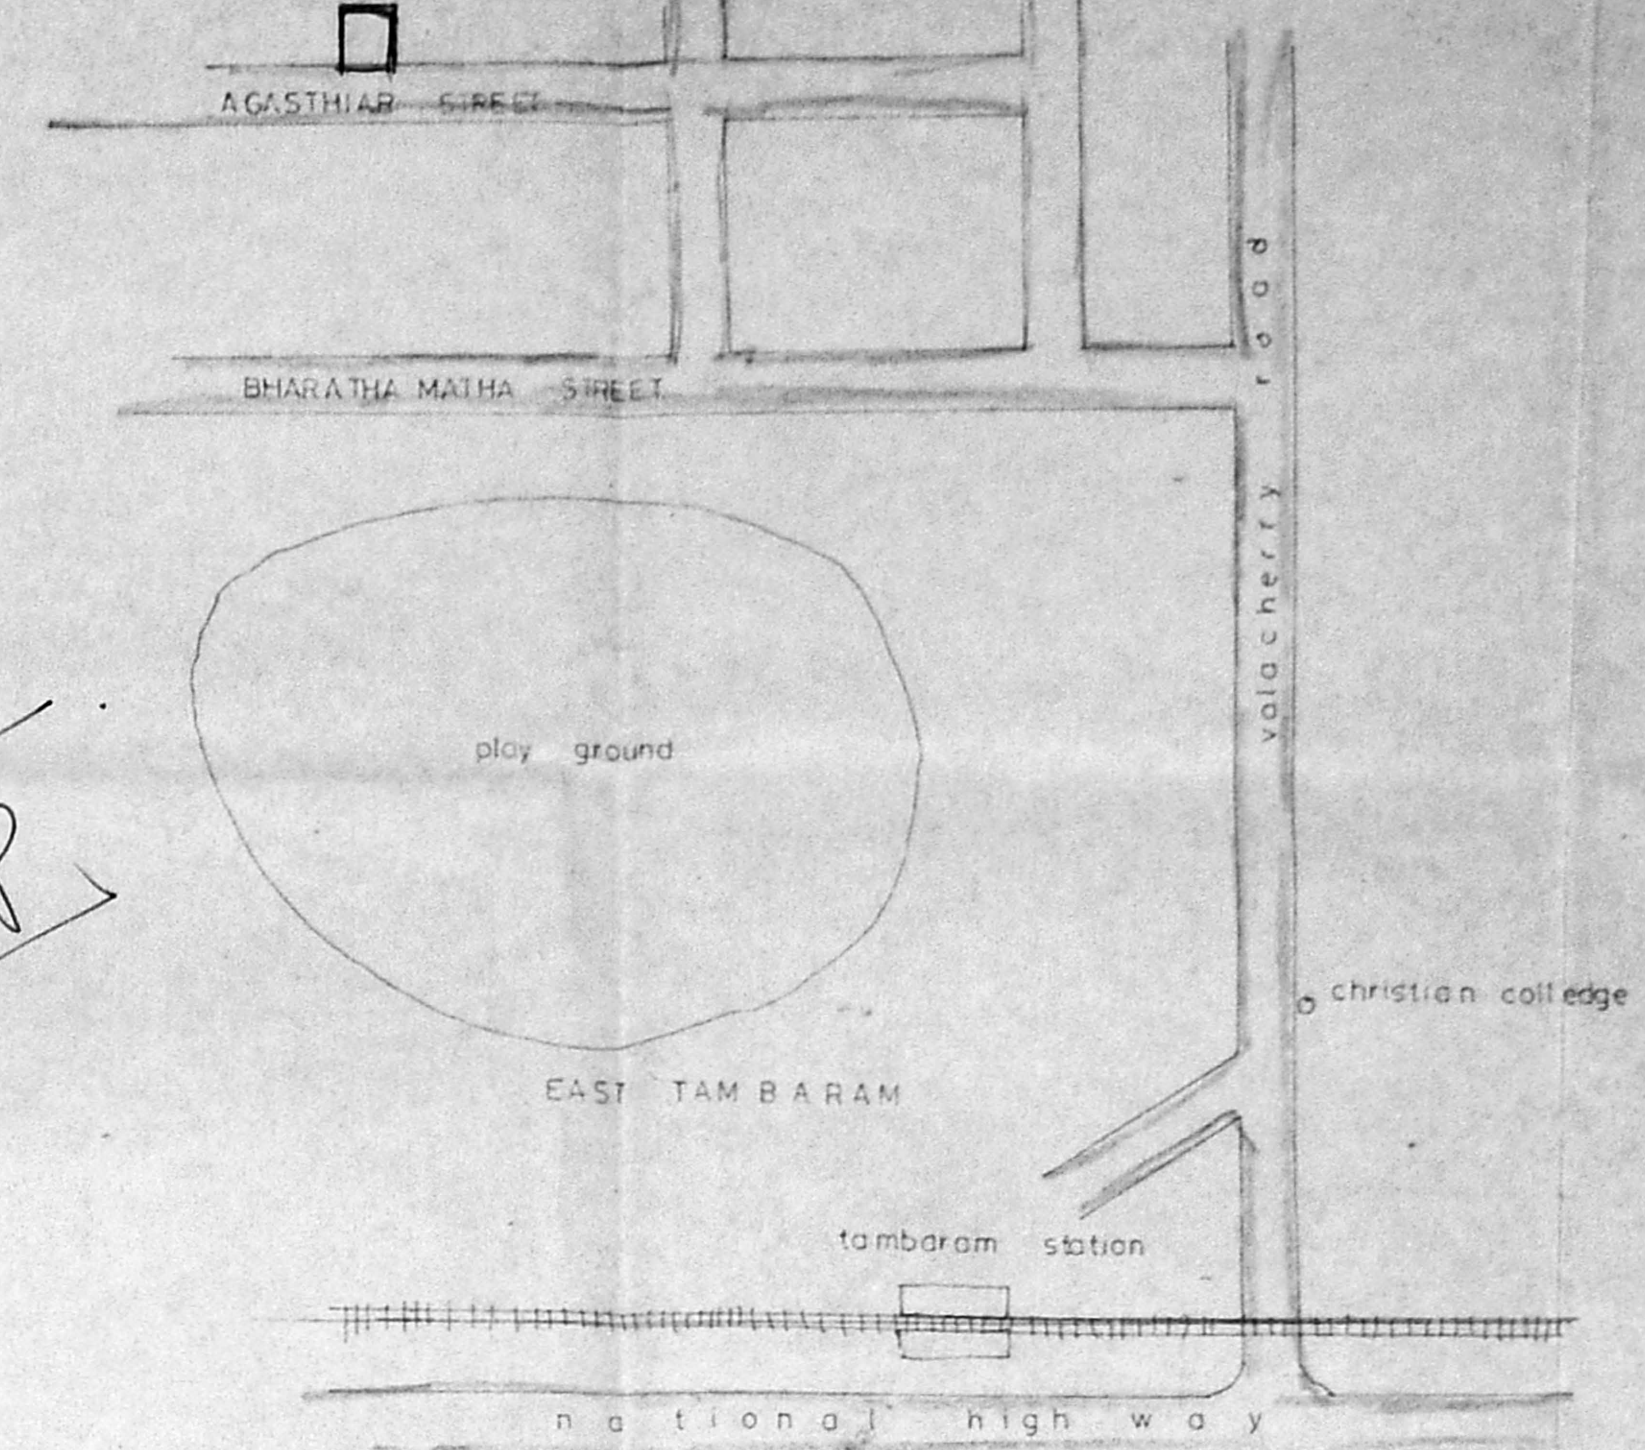 AGASTHIAR STREET
BHARATHA MATHA STREET
valacherry road
play ground
christian colledge
EAST TAMBARAM
tambaram station
national high way